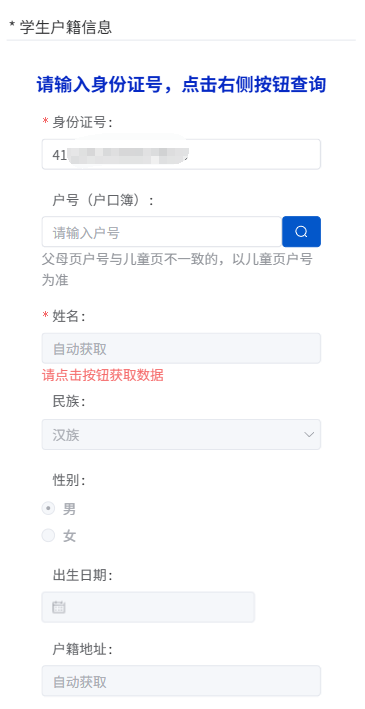 * 学生户籍信息
请输入身份证号，点击右侧按钮查询
* 身份证号：
41
户号（户口簿）：
请输入户号
父母页户号与儿童页不一致的，以儿童页户号
为准
* 姓名：
自动获取
请点击按钮获取数据
民族：
汉族
性别：
男
女
出生日期：
户籍地址：
自动获取